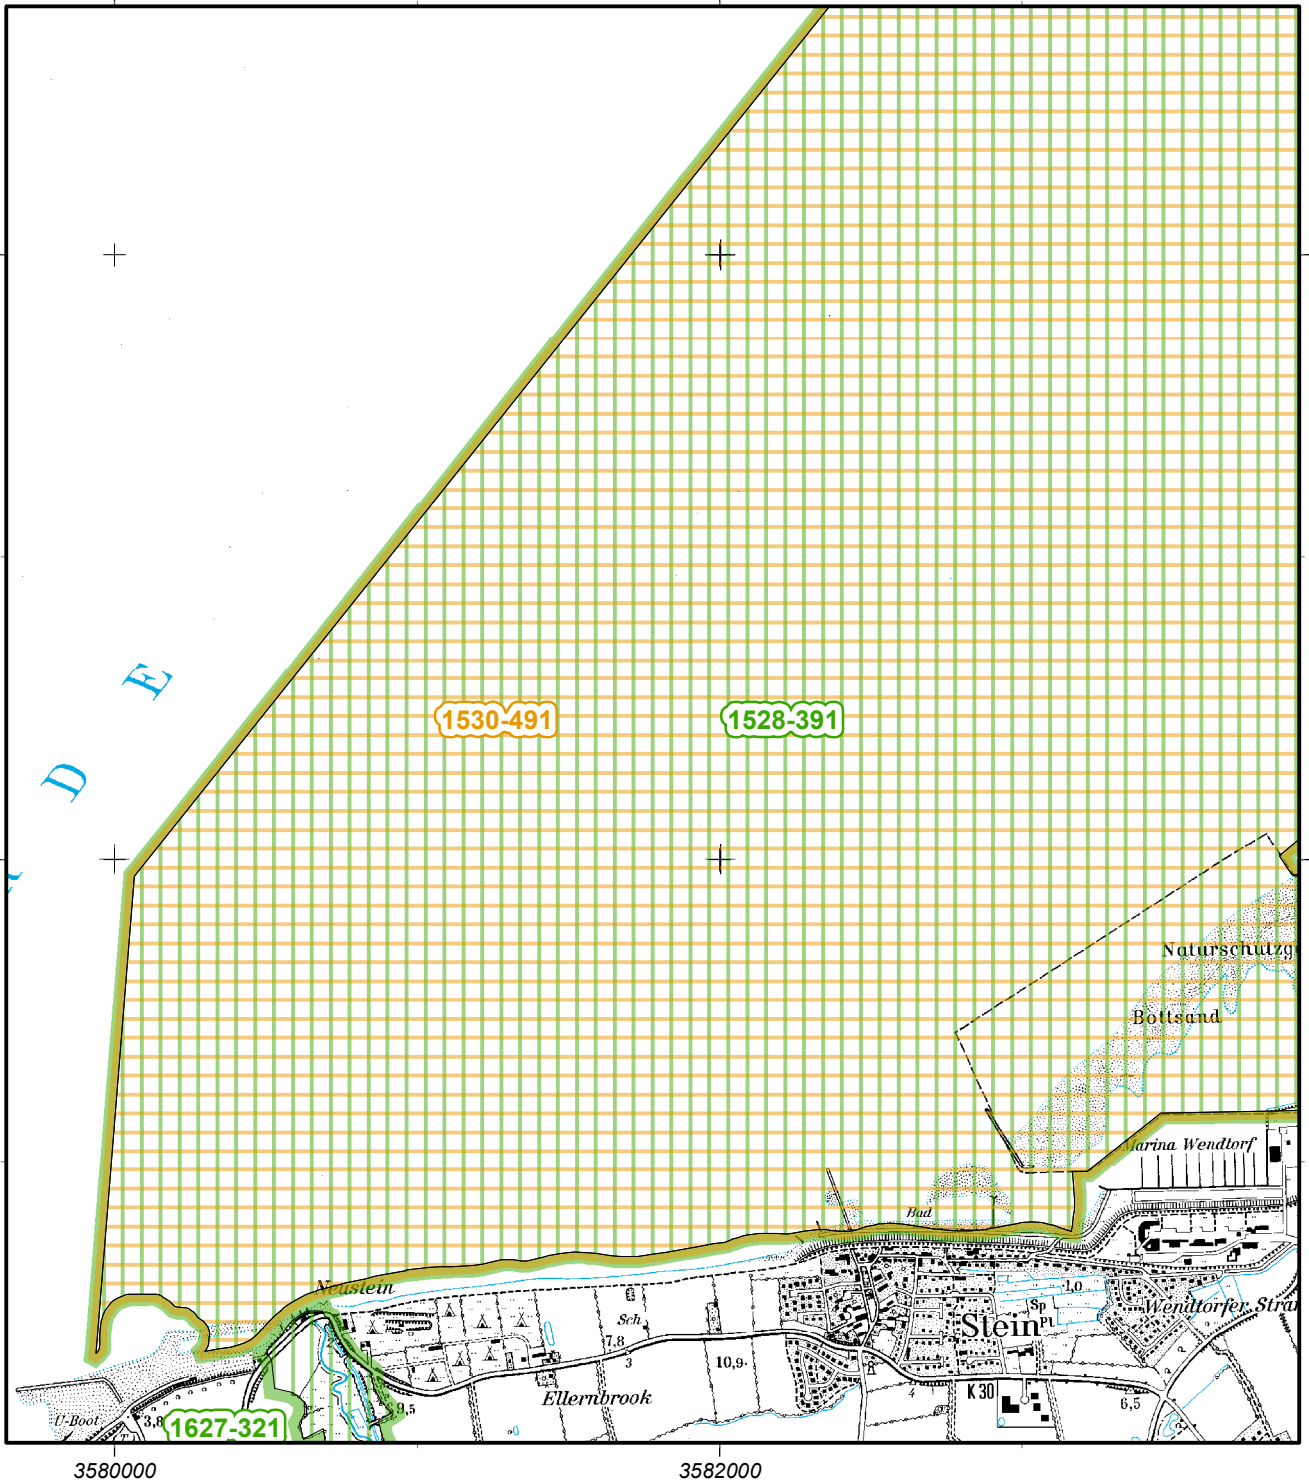 E
D
1530-491
1528-391
Naturschutzg
Bottsand
Marina Wendtorf
Bad
Neustein
1,0
Sp
Pl
Wendtorfer Stran
Sch
Stein
7,8
3
10,9
Ellernbrook
4
K 30
6,5
9,5
U-Boot
3,8
1627-321
3580000
3582000